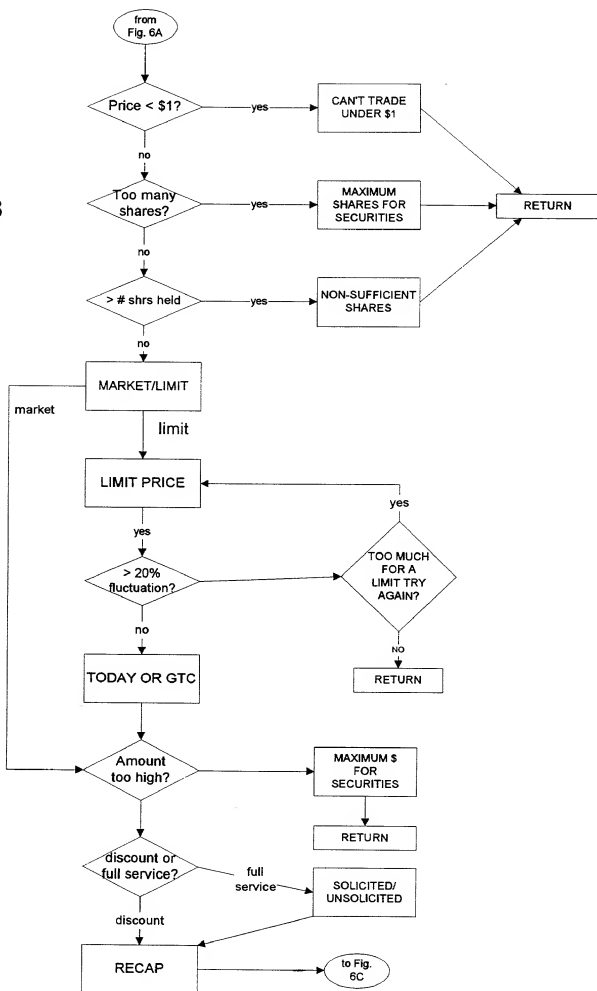 from
Fig. 6A
Price < $1?
yes
CAN'T TRADE
UNDER $1
no
Too many
shares?
yes
MAXIMUM
SHARES FOR
SECURITIES
RETURN
no
> # shrs held
yes
NON-SUFFICIENT
SHARES
no
MARKET/LIMIT
market
limit
LIMIT PRICE
yes
yes
> 20%
fluctuation?
TOO MUCH
FOR A
LIMIT TRY
AGAIN?
no
NO
TODAY OR GTC
RETURN
Amount
too high?
MAXIMUM $
FOR
SECURITIES
RETURN
discount or
full service?
full
service
SOLICITED/
UNSOLICITED
discount
RECAP
to Fig.
6C